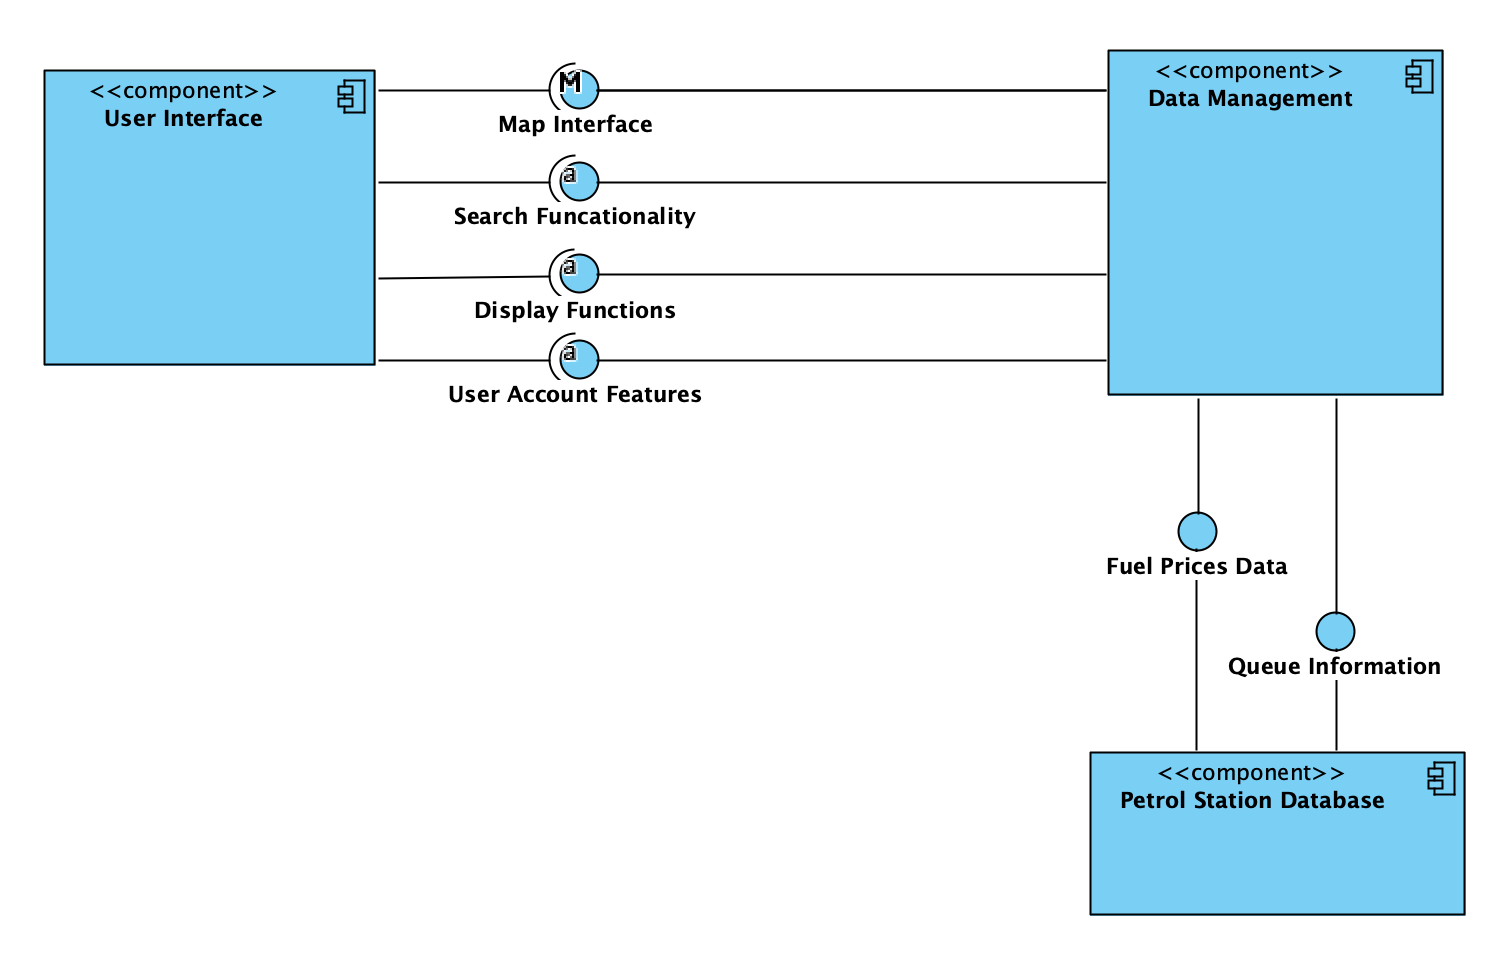 <<component>>
User Interface
M
Map Interface
a
Search Funcationality
a
Display Functions
a
User Account Features
<<component>>
Data Management
Fuel Prices Data
Queue Information
<<component>>
Petrol Station Database